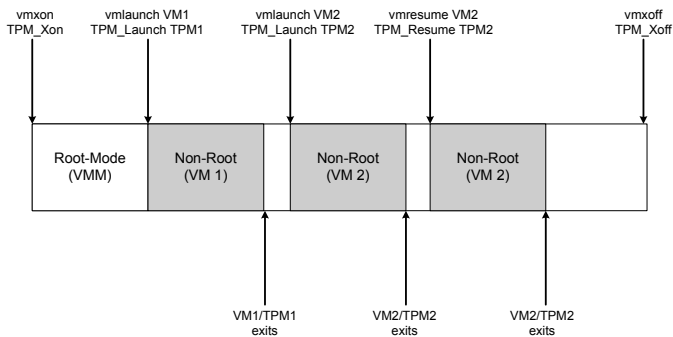 vmxon
TPM_Xon
vmlaunch VM1
TPM_Launch TPM1
vmlaunch VM2
TPM_Launch TPM2
vmresume VM2
TPM_Resume TPM2
vmxoff
TPM_Xoff
Root-Mode
(VMM)
Non-Root
(VM 1)
Non-Root
(VM 2)
Non-Root
(VM 2)
VM1/TPM1
exits
VM2/TPM2
exits
VM2/TPM2
exits